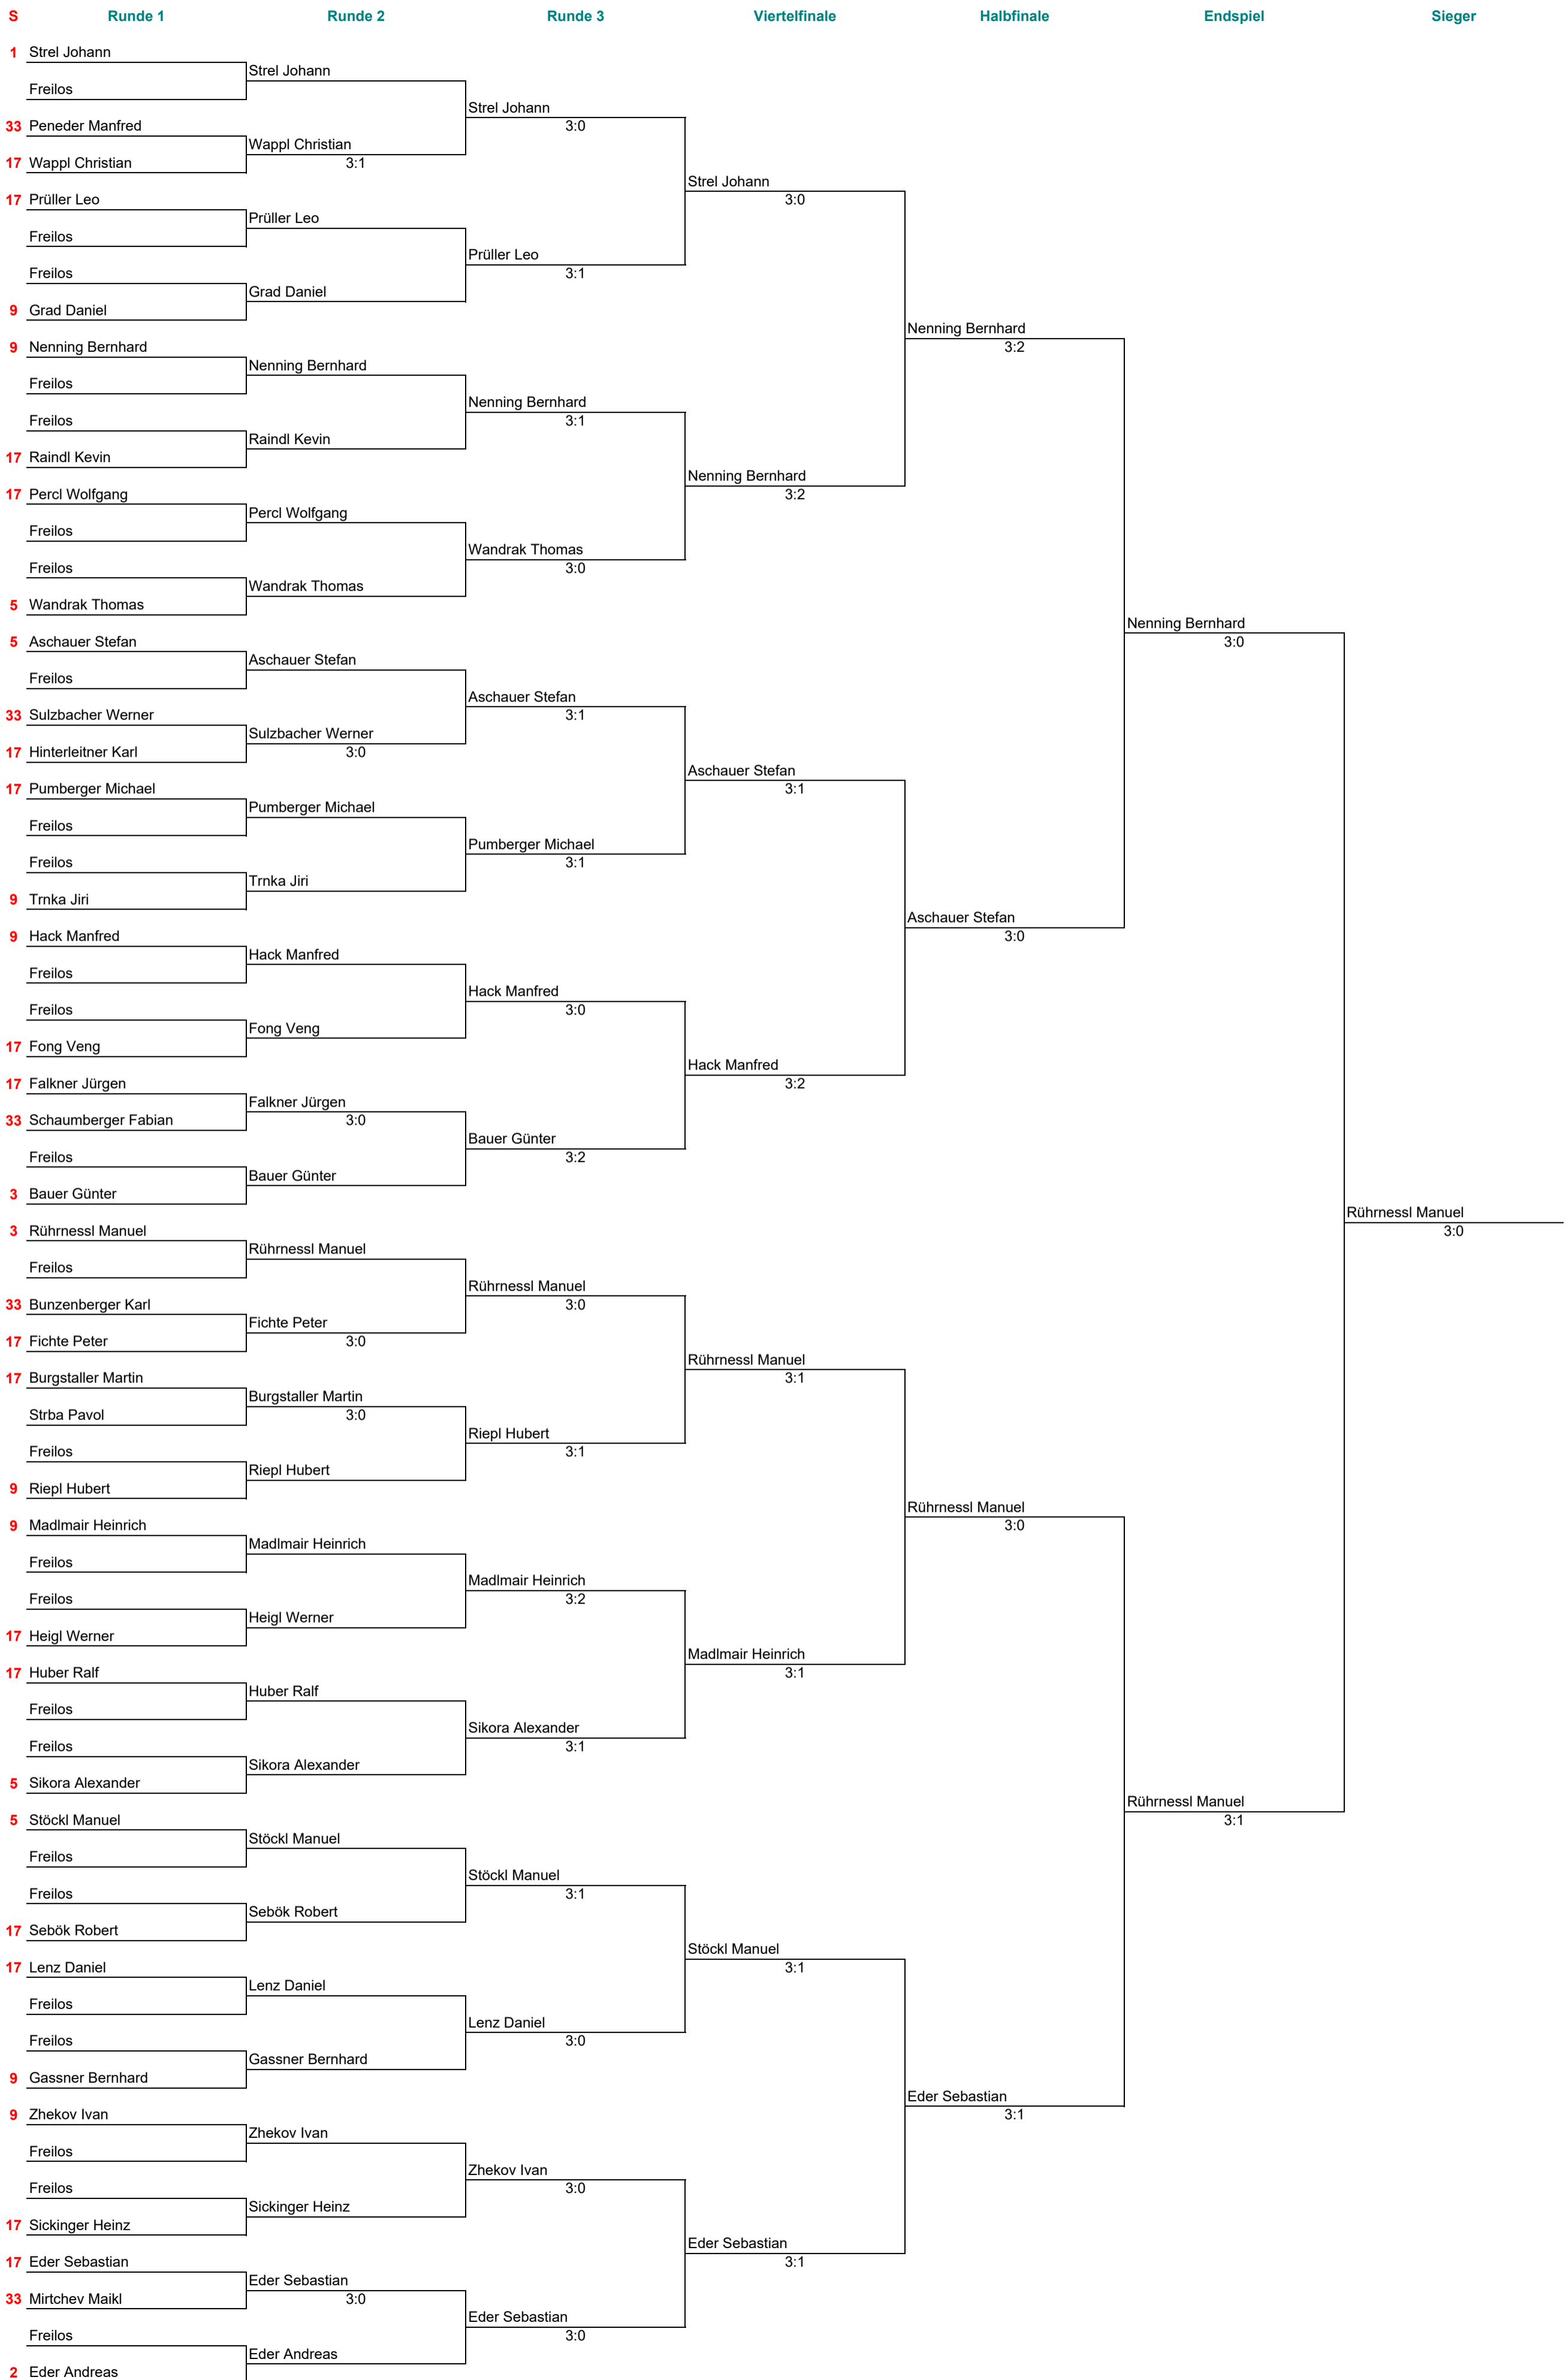 S Runde 1 Runde 2 Runde 3 Viertelfinale Halbfinale Endspiel Sieger
1 Strel Johann
Strel Johann
Freilos
Strel Johann
33 Peneder Manfred 3:0
Wappl Christian
17 Wappl Christian 3:1
Strel Johann
17 Prüller Leo 3:0
Prüller Leo
Freilos
Prüller Leo
Freilos 3:1
Grad Daniel
9 Grad Daniel
Nenning Bernhard
9 Nenning Bernhard 3:2
Nenning Bernhard
Freilos
Nenning Bernhard
Freilos 3:1
Raindl Kevin
17 Raindl Kevin
Nenning Bernhard
17 Percl Wolfgang 3:2
Percl Wolfgang
Freilos
Wandrak Thomas
Freilos 3:0
Wandrak Thomas
5 Wandrak Thomas
Nenning Bernhard
5 Aschauer Stefan 3:0
Aschauer Stefan
Freilos
Aschauer Stefan
33 Sulzbacher Werner 3:1
Sulzbacher Werner
17 Hinterleitner Karl 3:0
Aschauer Stefan
17 Pumberger Michael 3:1
Pumberger Michael
Freilos
Pumberger Michael
Freilos 3:1
Trnka Jiri
9 Trnka Jiri
Aschauer Stefan
9 Hack Manfred 3:0
Hack Manfred
Freilos
Hack Manfred
Freilos 3:0
Fong Veng
17 Fong Veng
Hack Manfred
17 Falkner Jürgen 3:2
Falkner Jürgen
33 Schaumberger Fabian 3:0
Bauer Günter
Freilos 3:2
Bauer Günter
3 Bauer Günter
Rührnessl Manuel
3 Rührnessl Manuel 3:0
Rührnessl Manuel
Freilos
Rührnessl Manuel
33 Bunzenberger Karl 3:0
Fichte Peter
17 Fichte Peter 3:0
Rührnessl Manuel
17 Burgstaller Martin 3:1
Burgstaller Martin
Strba Pavol 3:0
Riepl Hubert
Freilos 3:1
Riepl Hubert
9 Riepl Hubert
Rührnessl Manuel
9 Madlmair Heinrich 3:0
Madlmair Heinrich
Freilos
Madlmair Heinrich
Freilos 3:2
Heigl Werner
17 Heigl Werner
Madlmair Heinrich
17 Huber Ralf 3:1
Huber Ralf
Freilos
Sikora Alexander
Freilos 3:1
Sikora Alexander
5 Sikora Alexander
Rührnessl Manuel
5 Stöckl Manuel 3:1
Stöckl Manuel
Freilos
Stöckl Manuel
Freilos 3:1
Sebök Robert
17 Sebök Robert
Stöckl Manuel
17 Lenz Daniel 3:1
Lenz Daniel
Freilos
Lenz Daniel
Freilos 3:0
Gassner Bernhard
9 Gassner Bernhard
Eder Sebastian
9 Zhekov Ivan 3:1
Zhekov Ivan
Freilos
Zhekov Ivan
Freilos 3:0
Sickinger Heinz
17 Sickinger Heinz
Eder Sebastian
17 Eder Sebastian 3:1
Eder Sebastian
33 Mirtchev Maikl 3:0
Eder Sebastian
Freilos 3:0
Eder Andreas
2 Eder Andreas